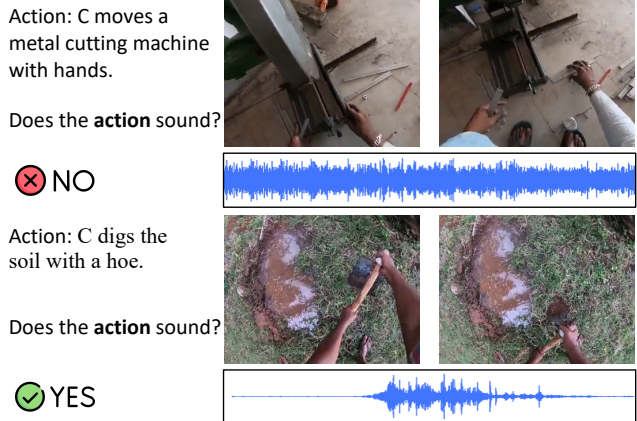 Action: C moves a
metal cutting machine
with hands.
Does the action sound?
NO
Action: C digs the
soil with a hoe.
Does the action sound?
YES